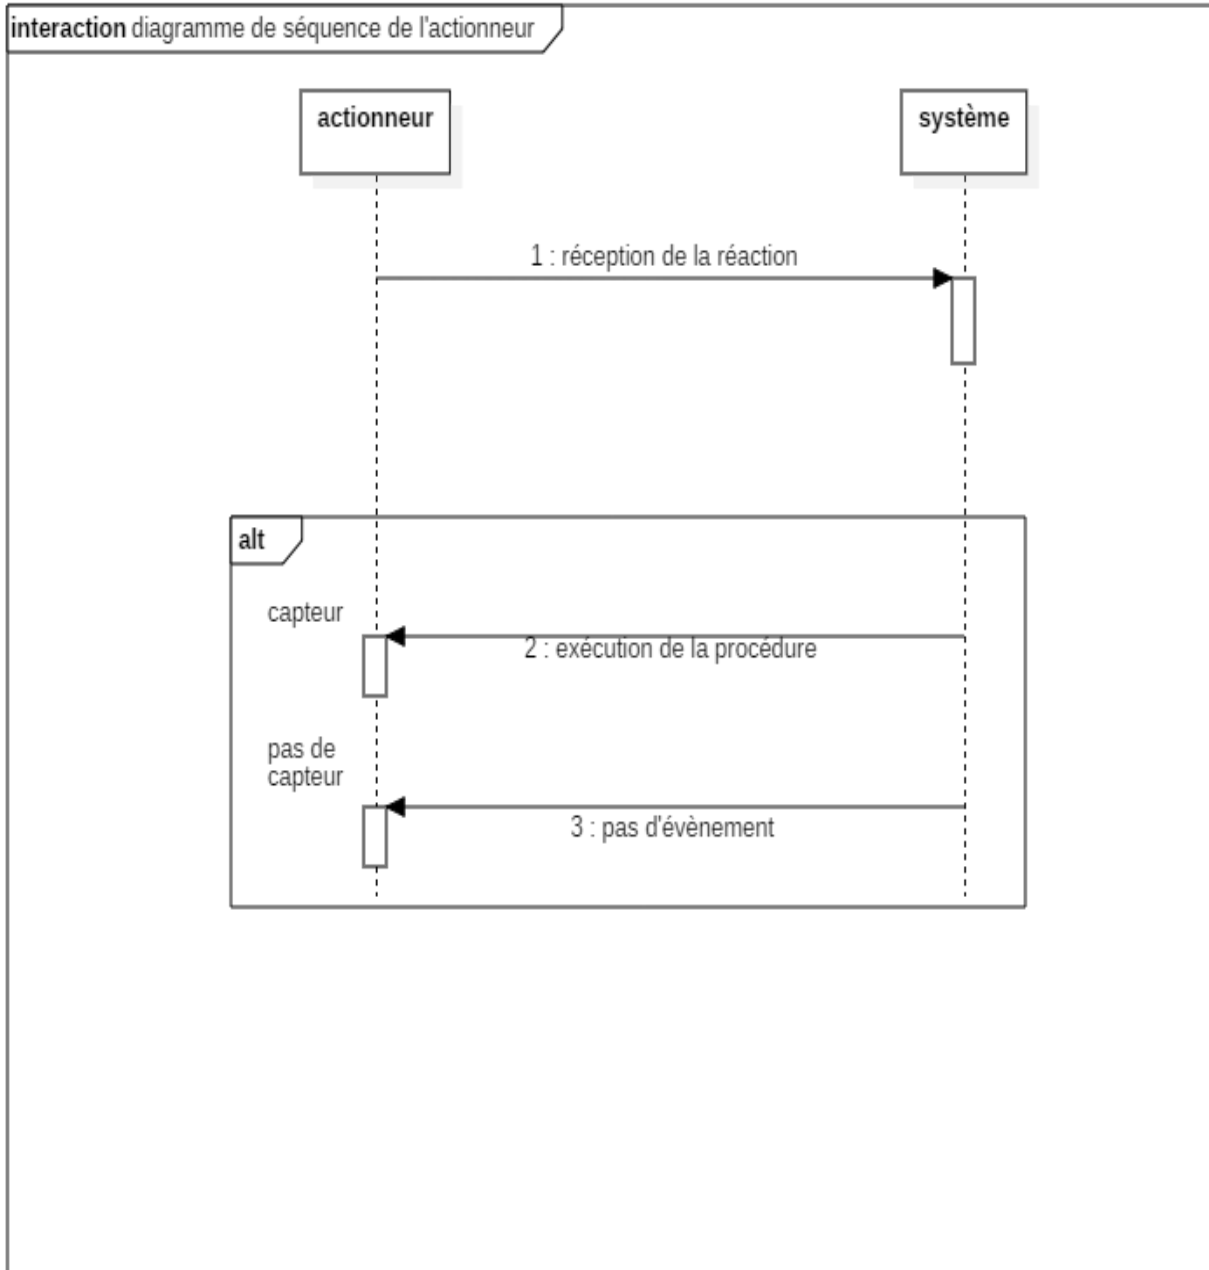 interaction diagramme de séquence de l'actionneur
actionneur
système
1 : réception de la réaction
alt
capteur
2 : exécution de la procédure
pas de
capteur
3 : pas d'évènement